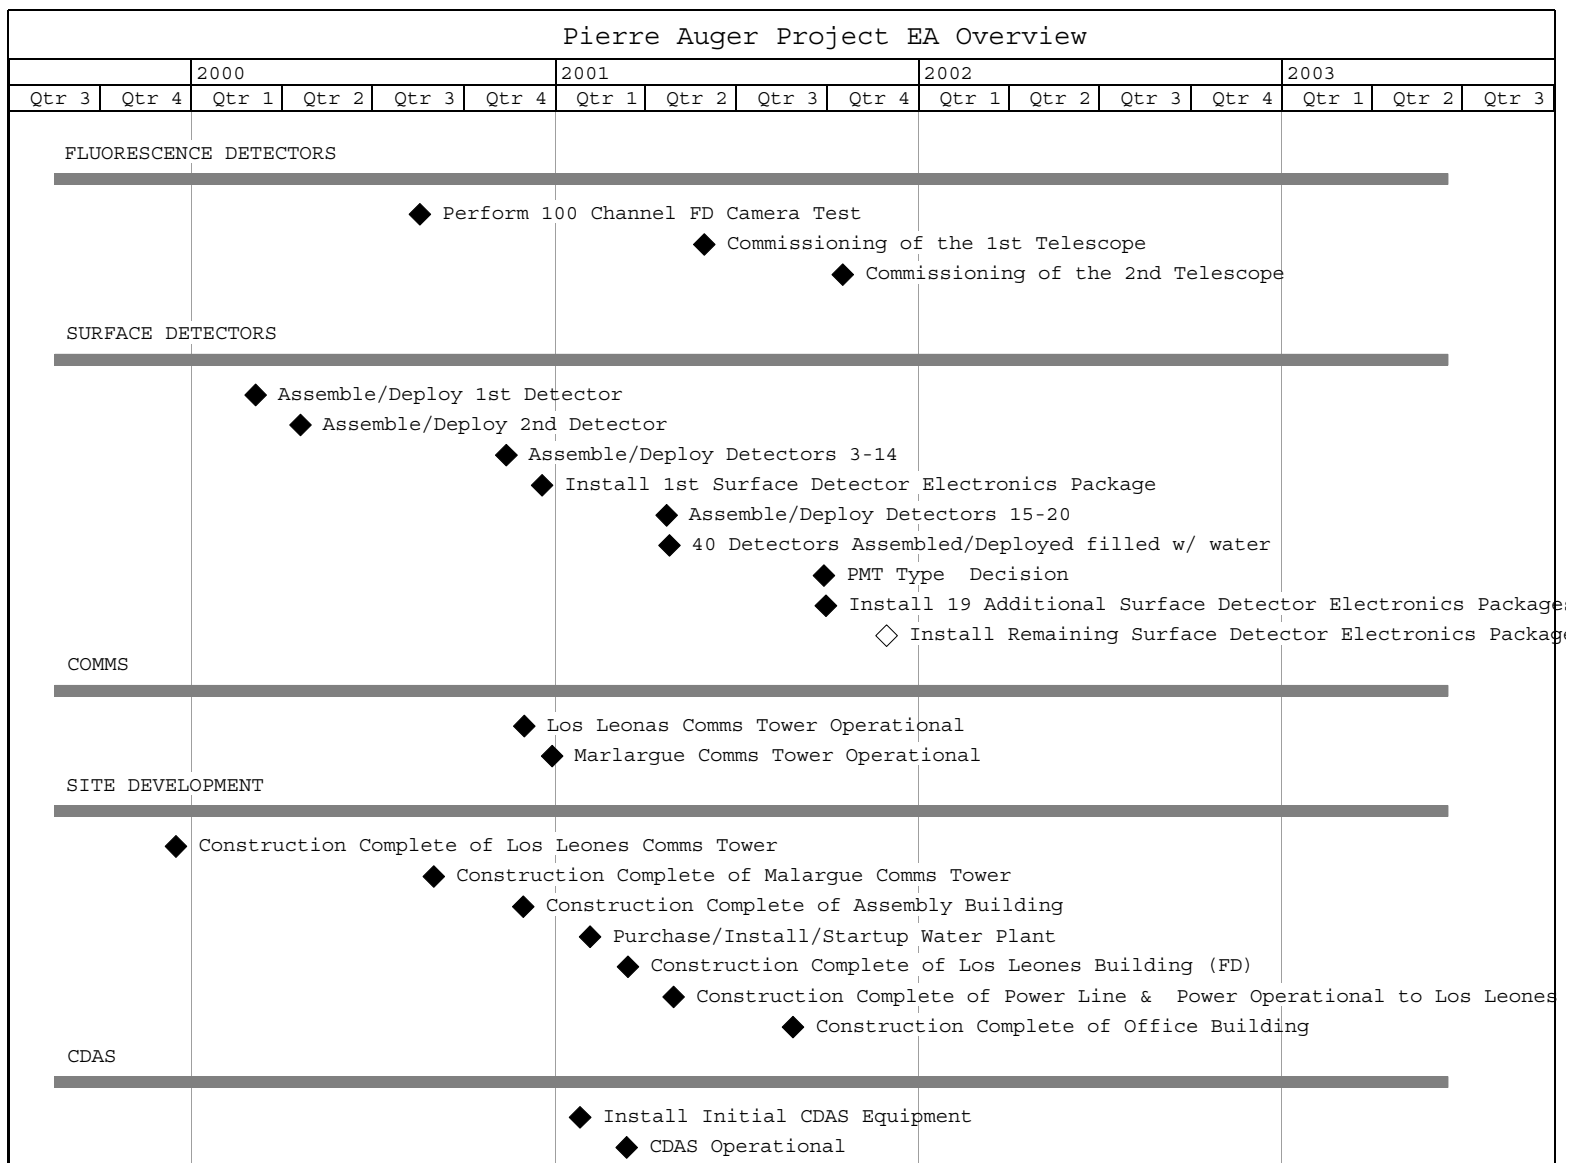 Pierre Auger Project EA Overview
2000 2001 2002 2003
Qtr 3 Qtr 4 Qtr 1 Qtr 2 Qtr 3 Qtr 4 Qtr 1 Qtr 2 Qtr 3 Qtr 4 Qtr 1 Qtr 2 Qtr 3 Qtr 4 Qtr 1 Qtr 2 Qtr 3
FLUORESCENCE DETECTORS
Perform 100 Channel FD Camera Test
Commissioning of the 1st Telescope
Commissioning of the 2nd Telescope
SURFACE DETECTORS
Assemble/Deploy 1st Detector
Assemble/Deploy 2nd Detector
Assemble/Deploy Detectors 3-14
Install 1st Surface Detector Electronics Package
Assemble/Deploy Detectors 15-20
40 Detectors Assembled/Deployed filled w/ water
PMT Type  Decision
Install 19 Additional Surface Detector Electronics Packages
Install Remaining Surface Detector Electronics Package
COMMS
Los Leonas Comms Tower Operational
Marlargue Comms Tower Operational
SITE DEVELOPMENT
Construction Complete of Los Leones Comms Tower
Construction Complete of Malargue Comms Tower
Construction Complete of Assembly Building
Purchase/Install/Startup Water Plant
Construction Complete of Los Leones Building (FD)
Construction Complete of Power Line &  Power Operational to Los Leones
Construction Complete of Office Building
CDAS
Install Initial CDAS Equipment
CDAS Operational